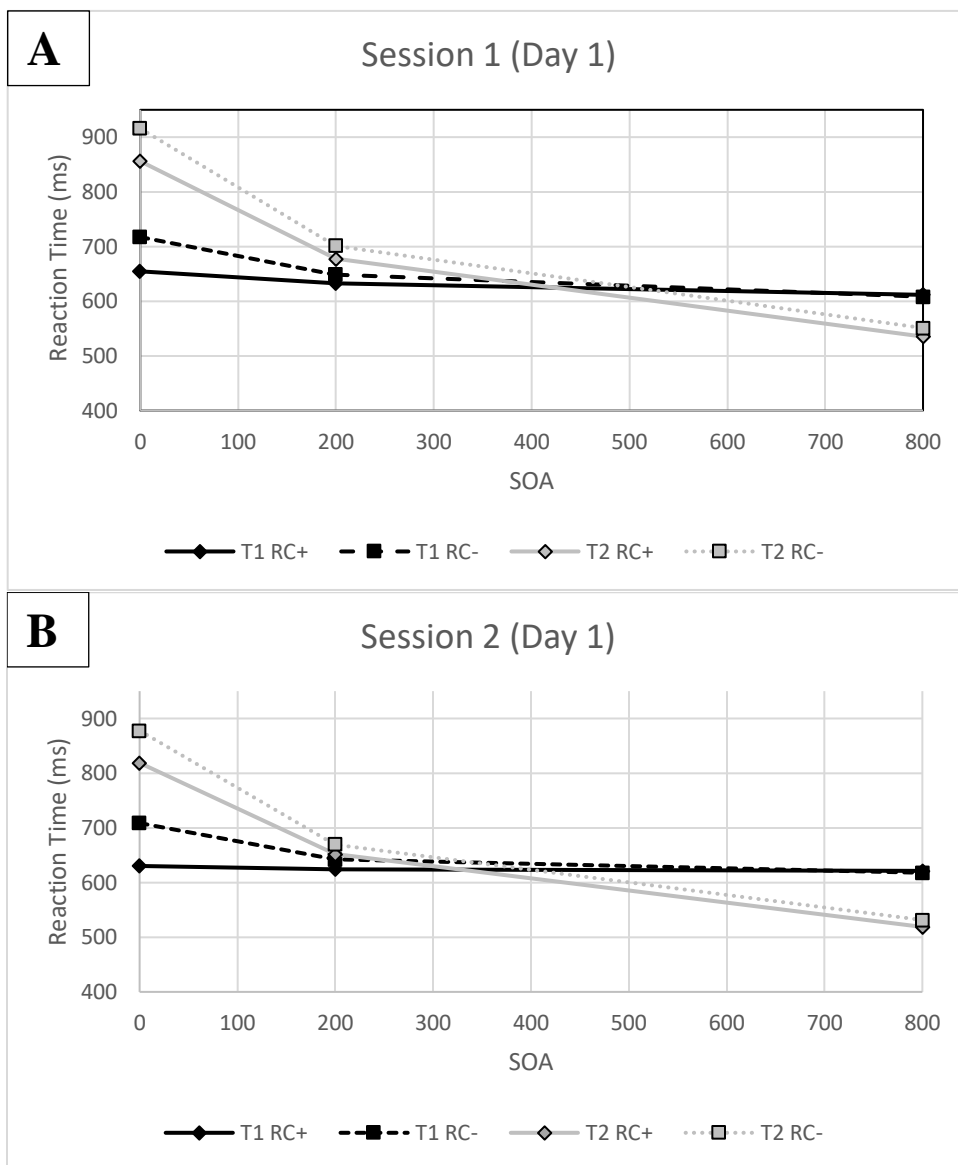 A
Session 1 (Day 1)
Reaction Time (ms)
900
800
700
600
500
400
0 100 200 300 400 500 600 700 800
SOA
T1 RC+ T1 RC- T2 RC+ T2 RC-
B
Session 2 (Day 1)
Reaction Time (ms)
900
800
700
600
500
400
0 100 200 300 400 500 600 700 800
SOA
T1 RC+ T1 RC- T2 RC+ T2 RC-